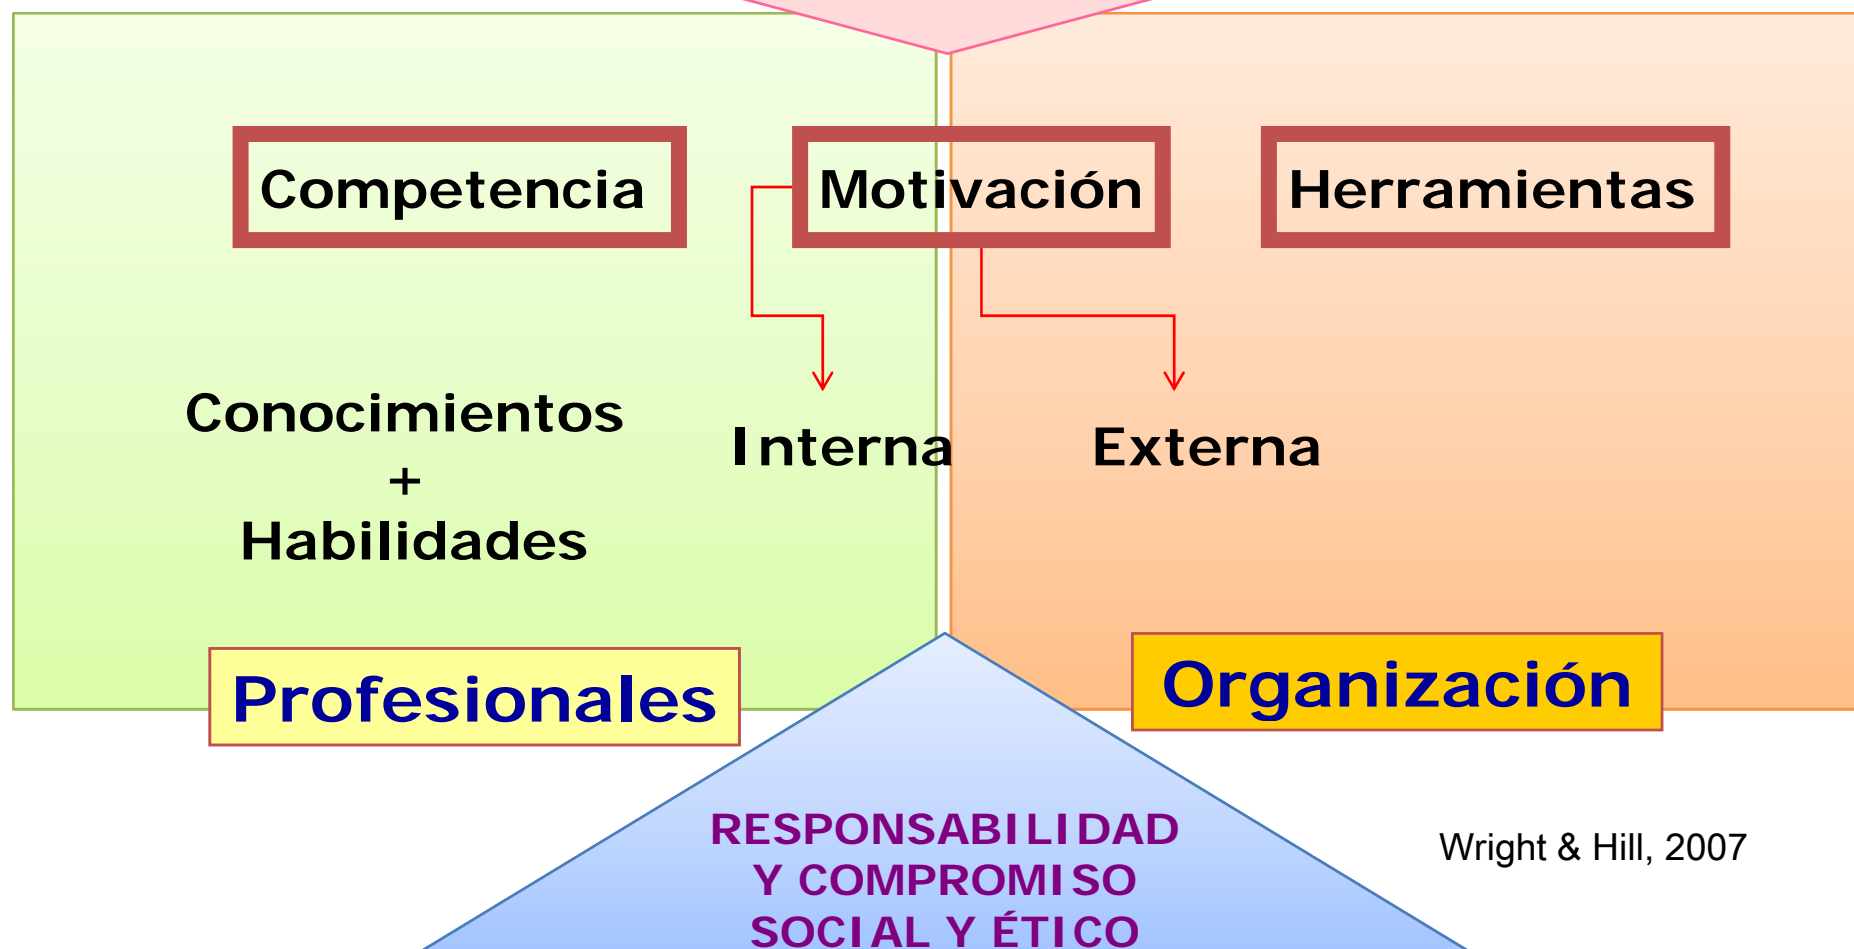 Competencia
Motivación
Herramientas
Conocimientos
+
Habilidades
Interna
Externa
Profesionales
Organización
RESPONSABILIDAD
Y COMPROMISO
SOCIAL Y ÉTICO
Wright & Hill, 2007